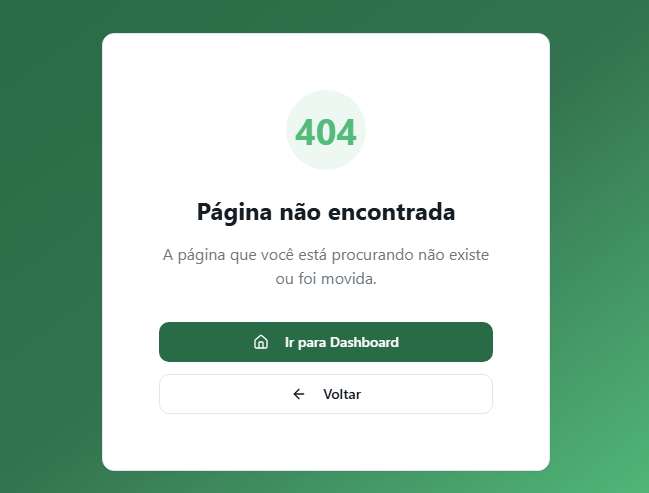 404
Página não encontrada
A página que você está procurando não existe
ou foi movida.
Ir para Dashboard
Voltar